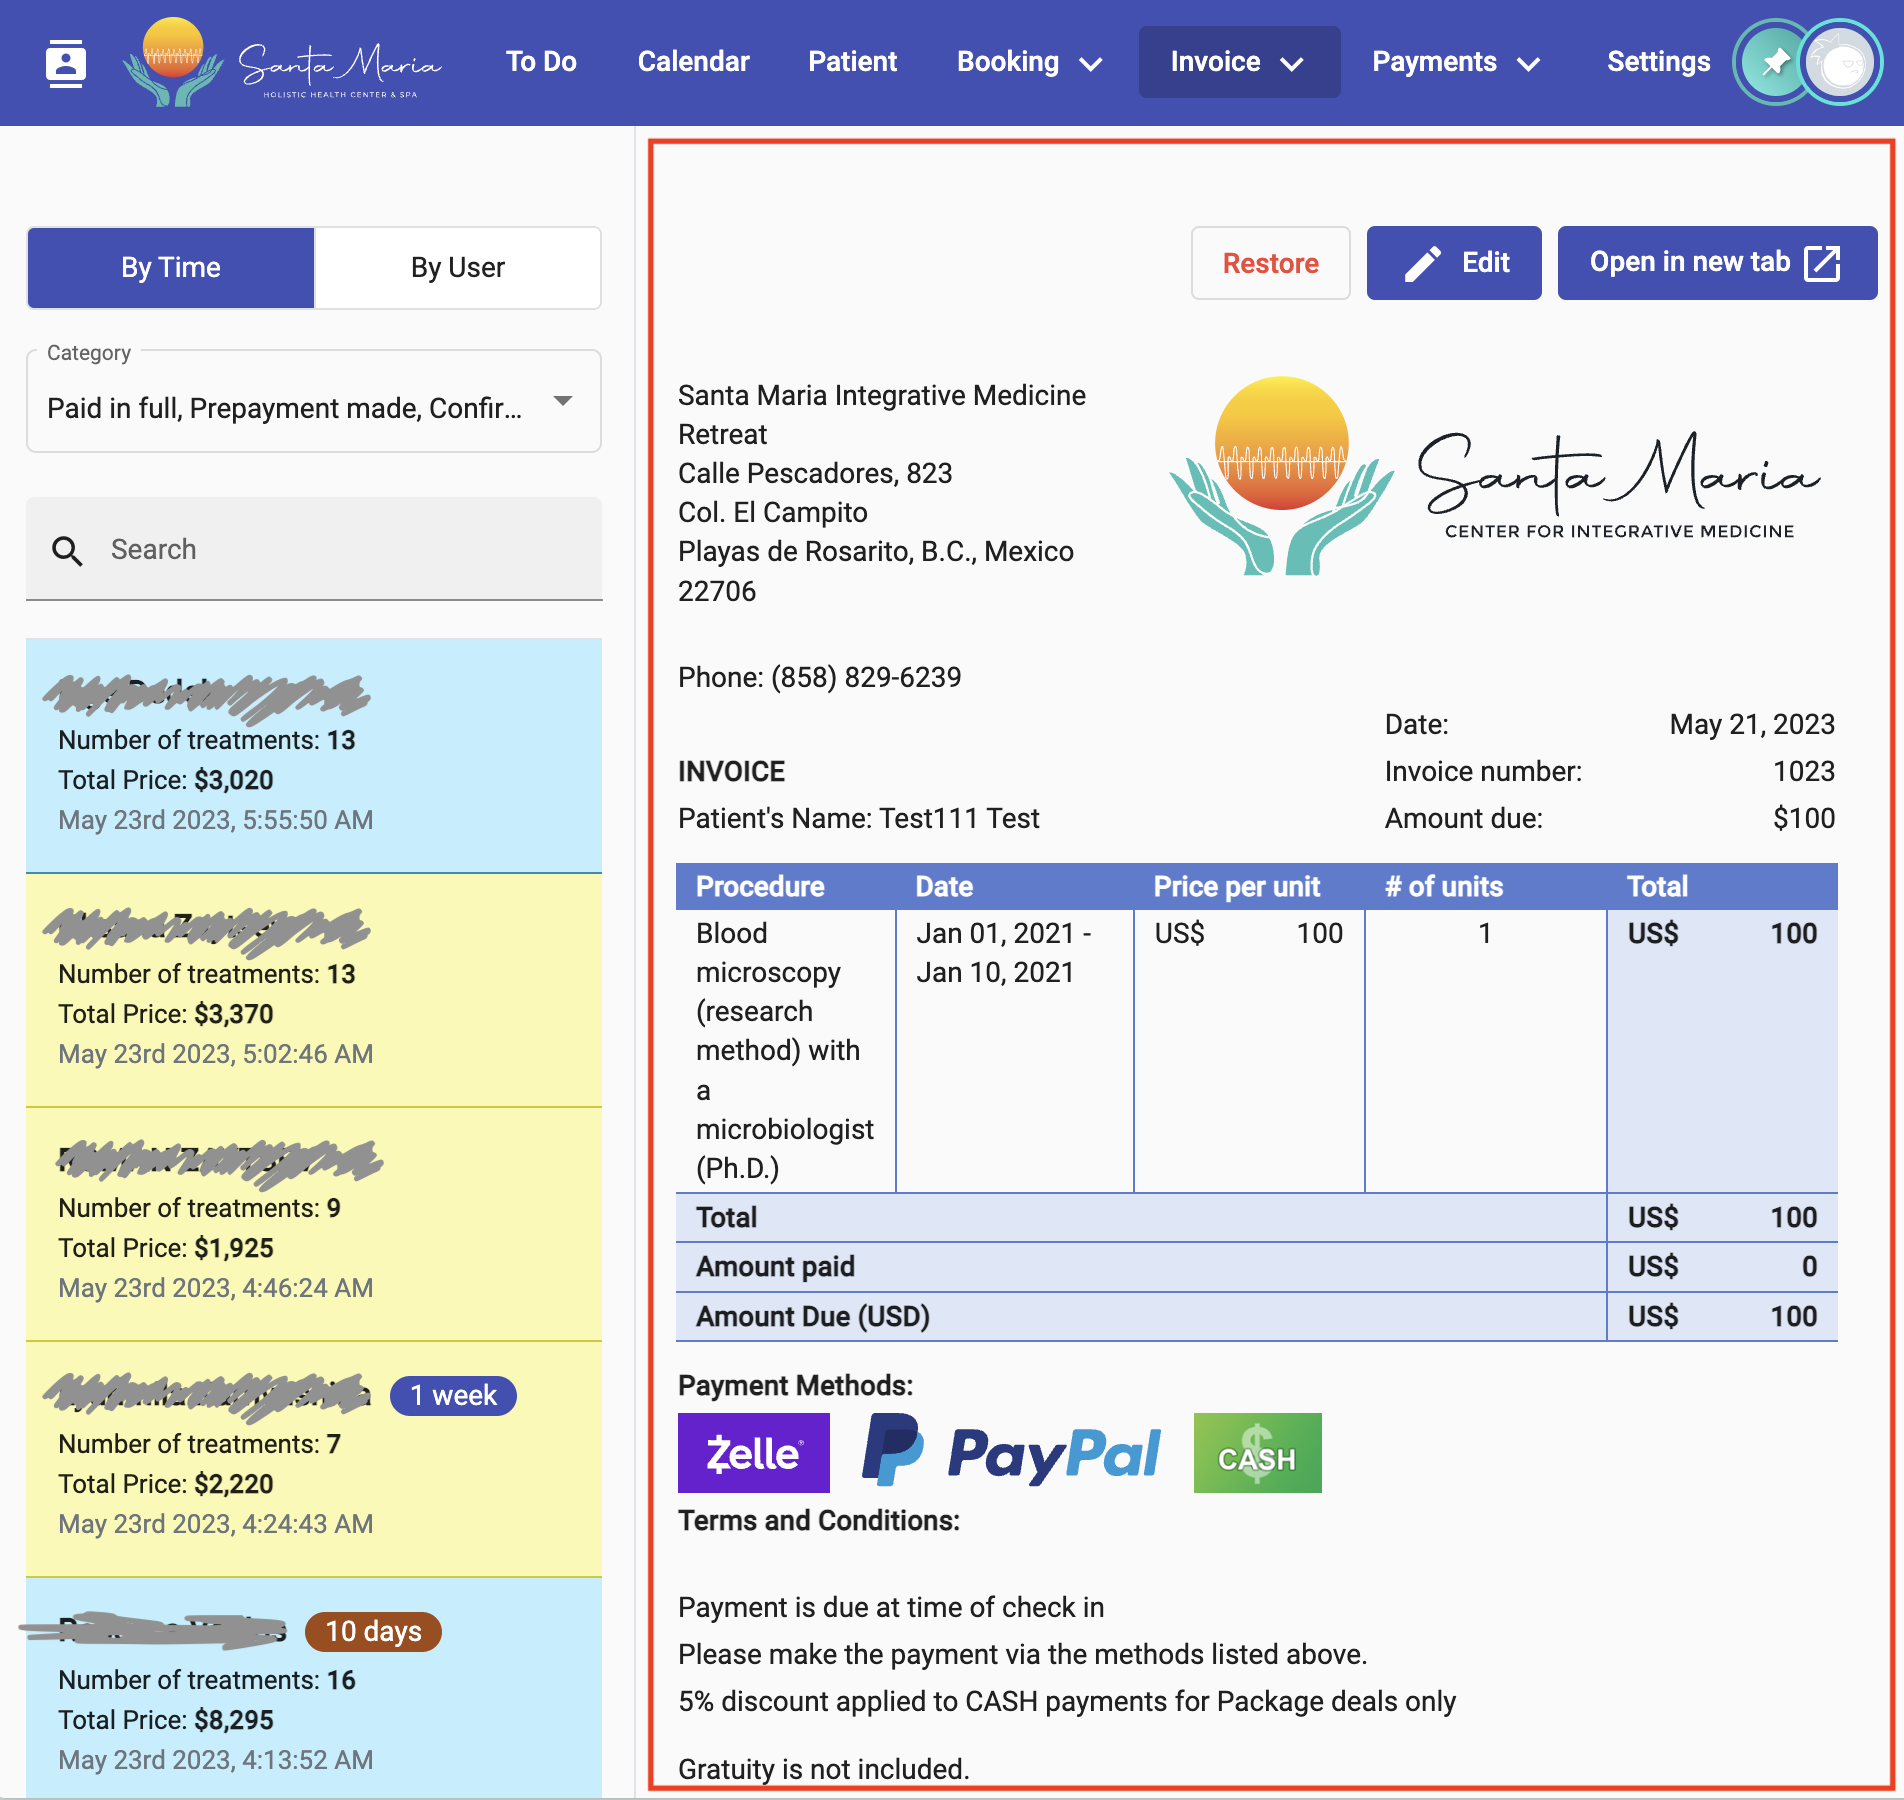 Santa Maria
HOLISTIC HEALTH CENTER & SPA
To Do
Calendar
Patient
Booking
Invoice
Payments
Settings
By Time
By User
Category
Paid in full, Prepayment made, Confir...
Search
Number of treatments: 13
Total Price: $3,020
May 23rd 2023, 5:55:50 AM
Number of treatments: 13
Total Price: $3,370
May 23rd 2023, 5:02:46 AM
Number of treatments: 9
Total Price: $1,925
May 23rd 2023, 4:46:24 AM
1 week
Number of treatments: 7
Total Price: $2,220
May 23rd 2023, 4:24:43 AM
10 days
Number of treatments: 16
Total Price: $8,295
May 23rd 2023, 4:13:52 AM
Restore
Edit
Open in new tab
Santa Maria Integrative Medicine
Retreat
Calle Pescadores, 823
Col. El Campito
Playas de Rosarito, B.C., Mexico
22706
Santa Maria
CENTER FOR INTEGRATIVE MEDICINE
Phone: (858) 829-6239
Date: May 21, 2023
INVOICE
Invoice number: 1023
Patient's Name: Test111 Test
Amount due: $100
Procedure Date Price per unit # of units Total
Blood
microscopy
(research
method) with
a
microbiologist
(Ph.D.)
Jan 01, 2021 -
Jan 10, 2021
US$ 100
1
US$ 100
Total US$ 100
Amount paid US$ 0
Amount Due (USD) US$ 100
Payment Methods:
Zelle®
PayPal
$
CASH
Terms and Conditions:
Payment is due at time of check in
Please make the payment via the methods listed above.
5% discount applied to CASH payments for Package deals only
Gratuity is not included.